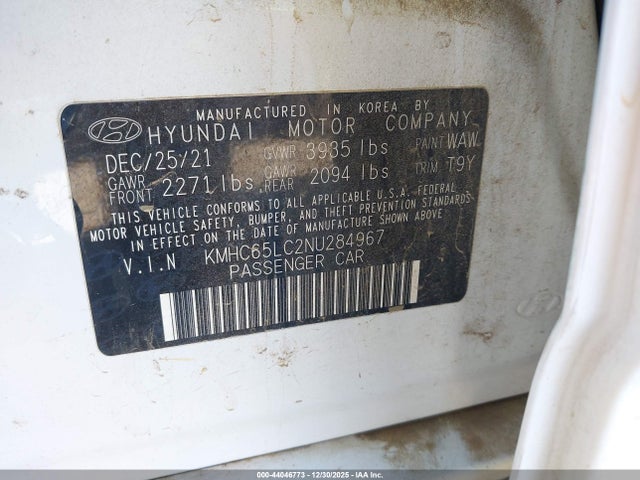 MANUFACTURED IN KOREA BY
HYUNDAI MOTOR COMPANY
DEC/25/21 GVWR 3935 lbs PAINT WAW
GAWR FRONT 2271 lbs GAWR REAR 2094 lbs TRIM T9Y
THIS VEHICLE CONFORMS TO ALL APPLICABLE U.S.A. FEDERAL
MOTOR VEHICLE SAFETY, BUMPER, AND THEFT PREVENTION STANDARDS
IN EFFECT ON THE DATE OF MANUFACTURE SHOWN ABOVE.
V.I.N KMHC65LC2NU284967
PASSENGER CAR
000-44046773 - 12/30/2025 - IAA Inc.